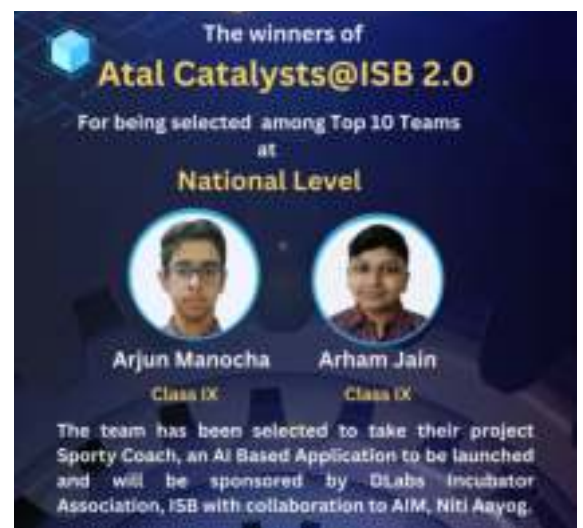 The winners of
Atal Catalysts@ISB 2.0
For being selected among Top 10 Teams
at
National Level
Arjun Manocha Arham Jain
Class IX Class IX
The team has been selected to take their project
Sporty Coach, an AI Based Application to be launched
and will be sponsored by DLabs Incubator
Association, ISB with collaboration to AIM, Niti Aayog.